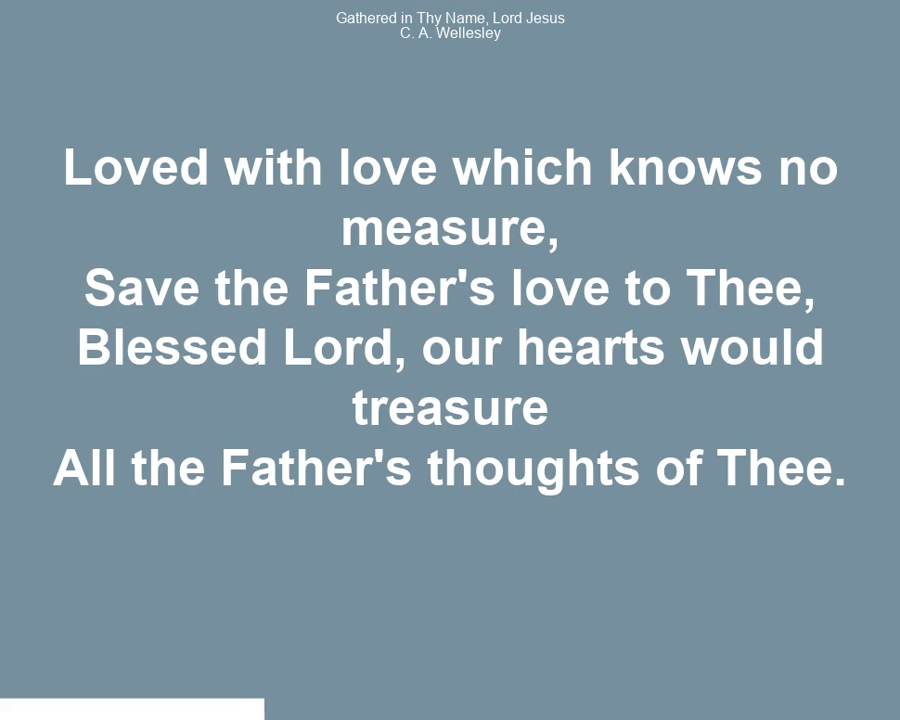 Gathered in Thy Name, Lord Jesus
C. A. Wellesley
Loved with love which knows no
measure,
Save the Father's love to Thee,
Blessed Lord, our hearts would
treasure
All the Father's thoughts of Thee.